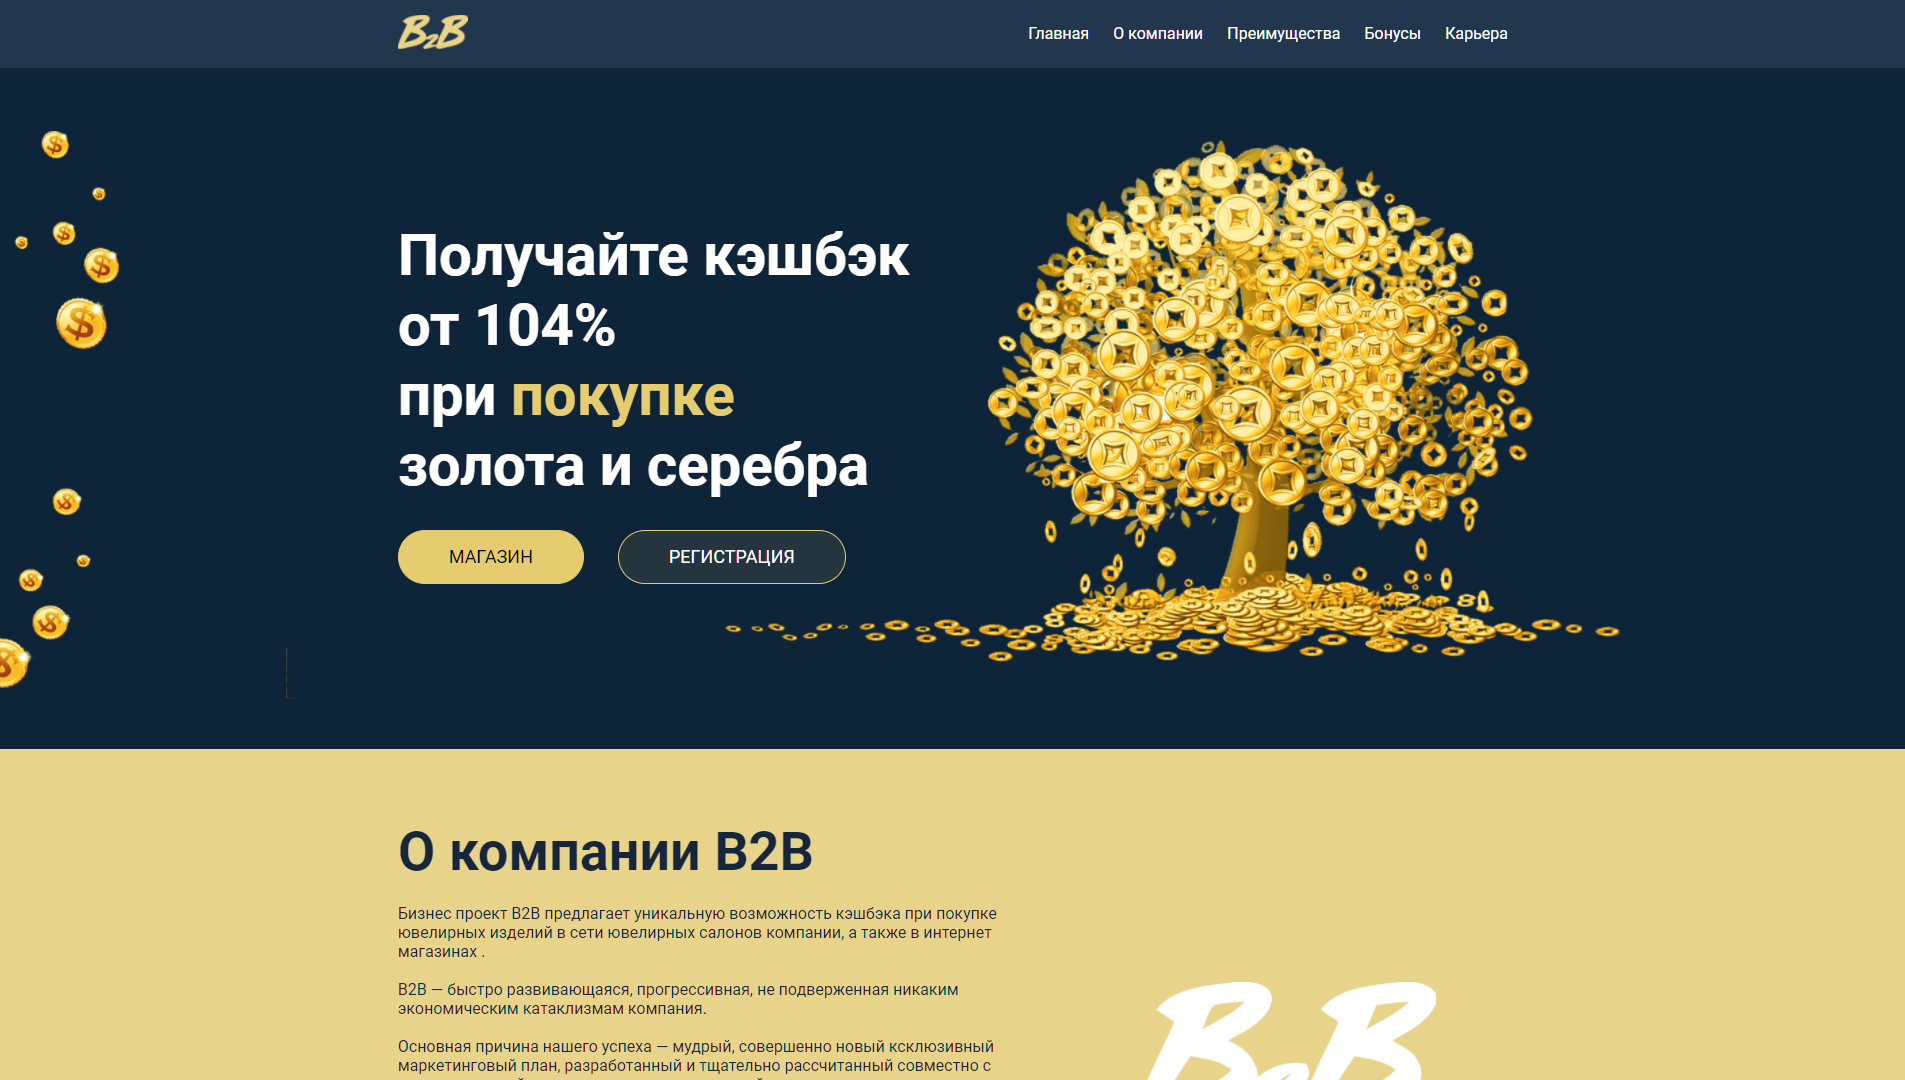 B2B
Главная О компании Преимущества Бонусы Карьера
Получайте кэшбэк
от 104%
при покупке
золота и серебра
МАГАЗИН РЕГИСТРАЦИЯ
О компании B2B
Бизнес проект B2B предлагает уникальную возможность кэшбэка при покупке
ювелирных изделий в сети ювелирных салонов компании, а также в интернет
магазинах .
B2B — быстро развивающаяся, прогрессивная, не подверженная никаким
экономическим катаклизмам компания.
Основная причина нашего успеха — мудрый, совершенно новый ксклюзивный
маркетинговый план, разработанный и тщательно рассчитанный совместно с
B2B